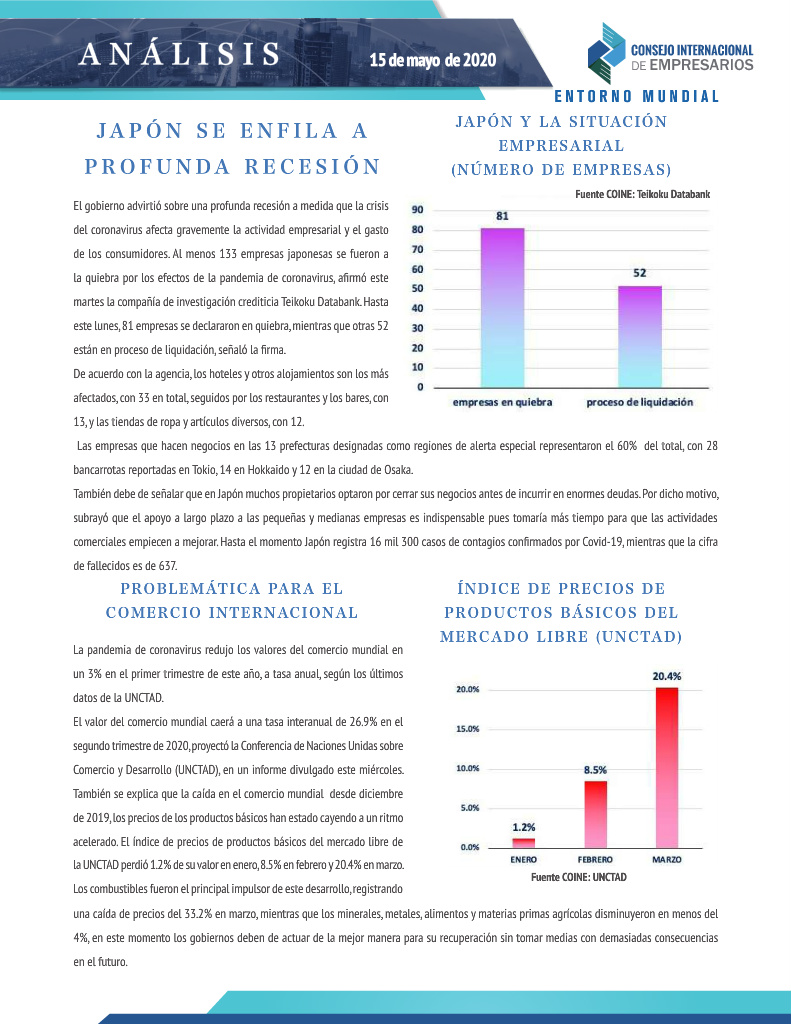 ANÁLISIS
15 de mayo de 2020
CONSEJO INTERNACIONAL
DE EMPRESARIOS
ENTORNO MUNDIAL
JAPÓN SE ENFILA A
PROFUNDA RECESIÓN
El gobierno advirtió sobre una profunda recesión a medida que la crisis
del coronavirus afecta gravemente la actividad empresarial y el gasto
de los consumidores. Al menos 133 empresas japonesas se fueron a
la quiebra por los efectos de la pandemia de coronavirus, afirmó este
martes la compañía de investigación crediticia Teikoku Databank. Hasta
este lunes, 81 empresas se declararon en quiebra, mientras que otras 52
están en proceso de liquidación, señaló la firma.
De acuerdo con la agencia, los hoteles y otros alojamientos son los más
afectados, con 33 en total, seguidos por los restaurantes y los bares, con
13, y las tiendas de ropa y artículos diversos, con 12.
JAPÓN Y LA SITUACIÓN
EMPRESARIAL
(NÚMERO DE EMPRESAS)
Fuente COINE: Teikoku Databank
90
80
70
60
50
40
30
20
10
0
81
52
empresas en quiebra
proceso de liquidación
Las empresas que hacen negocios en las 13 prefecturas designadas como regiones de alerta especial representaron el 60% del total, con 28
bancarrotas reportadas en Tokio, 14 en Hokkaido y 12 en la ciudad de Osaka.
También debe de señalar que en Japón muchos propietarios optaron por cerrar sus negocios antes de incurrir en enormes deudas. Por dicho motivo,
subrayó que el apoyo a largo plazo a las pequeñas y medianas empresas es indispensable pues tomaría más tiempo para que las actividades
comerciales empiecen a mejorar. Hasta el momento Japón registra 16 mil 300 casos de contagios confirmados por Covid-19, mientras que la cifra
de fallecidos es de 637.
PROBLEMÁTICA PARA EL
COMERCIO INTERNACIONAL
La pandemia de coronavirus redujo los valores del comercio mundial en
un 3% en el primer trimestre de este año, a tasa anual, según los últimos
datos de la UNCTAD.
El valor del comercio mundial caerá a una tasa interanual de 26.9% en el
segundo trimestre de 2020, proyectó la Conferencia de Naciones Unidas sobre
Comercio y Desarrollo (UNCTAD), en un informe divulgado este miércoles.
También se explica que la caída en el comercio mundial desde diciembre
de 2019, los precios de los productos básicos han estado cayendo a un ritmo
acelerado. El índice de precios de productos básicos del mercado libre de
la UNCTAD perdió 1.2% de su valor en enero, 8.5% en febrero y 20.4% en marzo.
Los combustibles fueron el principal impulsor de este desarrollo, registrando
ÍNDICE DE PRECIOS DE
PRODUCTOS BÁSICOS DEL
MERCADO LIBRE (UNCTAD)
20.0%
15.0%
10.0%
5.0%
0.0%
1.2%
8.5%
20.4%
ENERO
FEBRERO
MARZO
Fuente COINE: UNCTAD
una caída de precios del 33.2% en marzo, mientras que los minerales, metales, alimentos y materias primas agrícolas disminuyeron en menos del
4%, en este momento los gobiernos deben de actuar de la mejor manera para su recuperación sin tomar medias con demasiadas consecuencias
en el futuro.